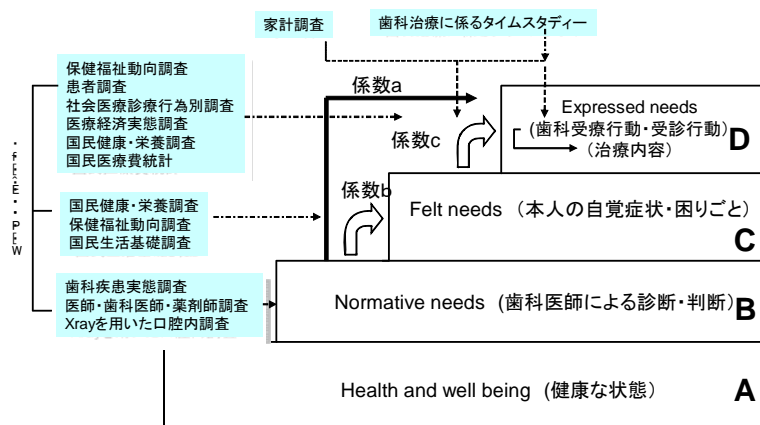 家計調査
歯科治療に係るタイムスタディー
保健福祉動向調査
患者調査
社会医療診療行為別調査
医療経済実態調査
国民健康・栄養調査
国民医療費統計
係数a
係数c
Expressed needs
(歯科受療行動・受診行動)
(治療内容)
D
国民健康・栄養調査
保健福祉動向調査
国民生活基礎調査
係数b
Felt needs (本人の自覚症状・困りごと)
C
歯科疾患実態調査
医師・歯科医師・薬剤師調査
Xrayを用いた口腔内調査
Normative needs (歯科医師による診断・判断)
B
Health and well being (健康な状態)
A